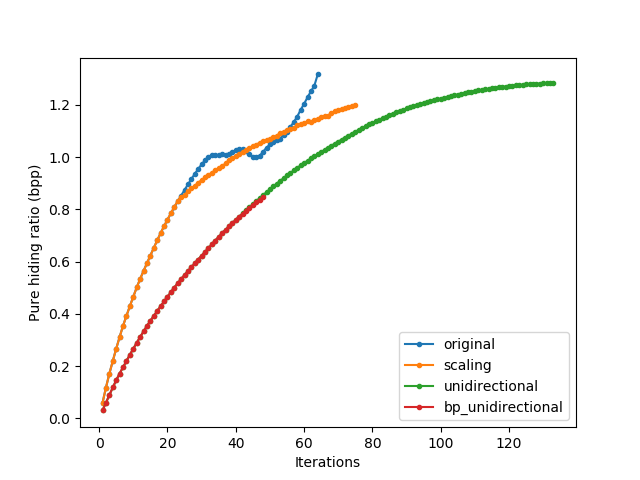 1.2
1.0
0.8
0.6
0.4
0.2
0.0
Pure hiding ratio (bpp)
0 20 40 60 80 100 120
Iterations
original
scaling
unidirectional
bp_unidirectional